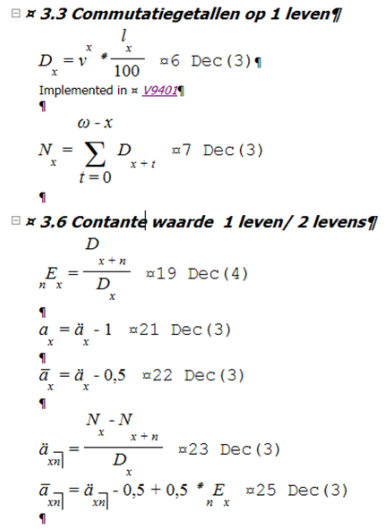 ¤ 3.3 Commutatiegetallen op 1 leven¶
D_x = v^x * l_x / 100 ¤6 Dec(3)¶
Implemented in ¤ V9401¶
¶
N_x = ∑_{t=0}^{ω-x} D_{x+t} ¤7 Dec(3)
¶
¤ 3.6 Contante waarde 1 leven/ 2 levens¶
_nE_x = D_{x+n} / D_x ¤19 Dec(4)
¶
a_x = ä_x - 1 ¤21 Dec(3)
¶
ā_x = ä_x - 0,5 ¤22 Dec(3)
¶
ä_{xn̅|} = N_x - N_{x+n} / D_x ¤23 Dec(3)
ā_{xn̅|} = ä_{xn̅|} - 0,5 + 0,5 * _nE_x ¤25 Dec(3)
¶